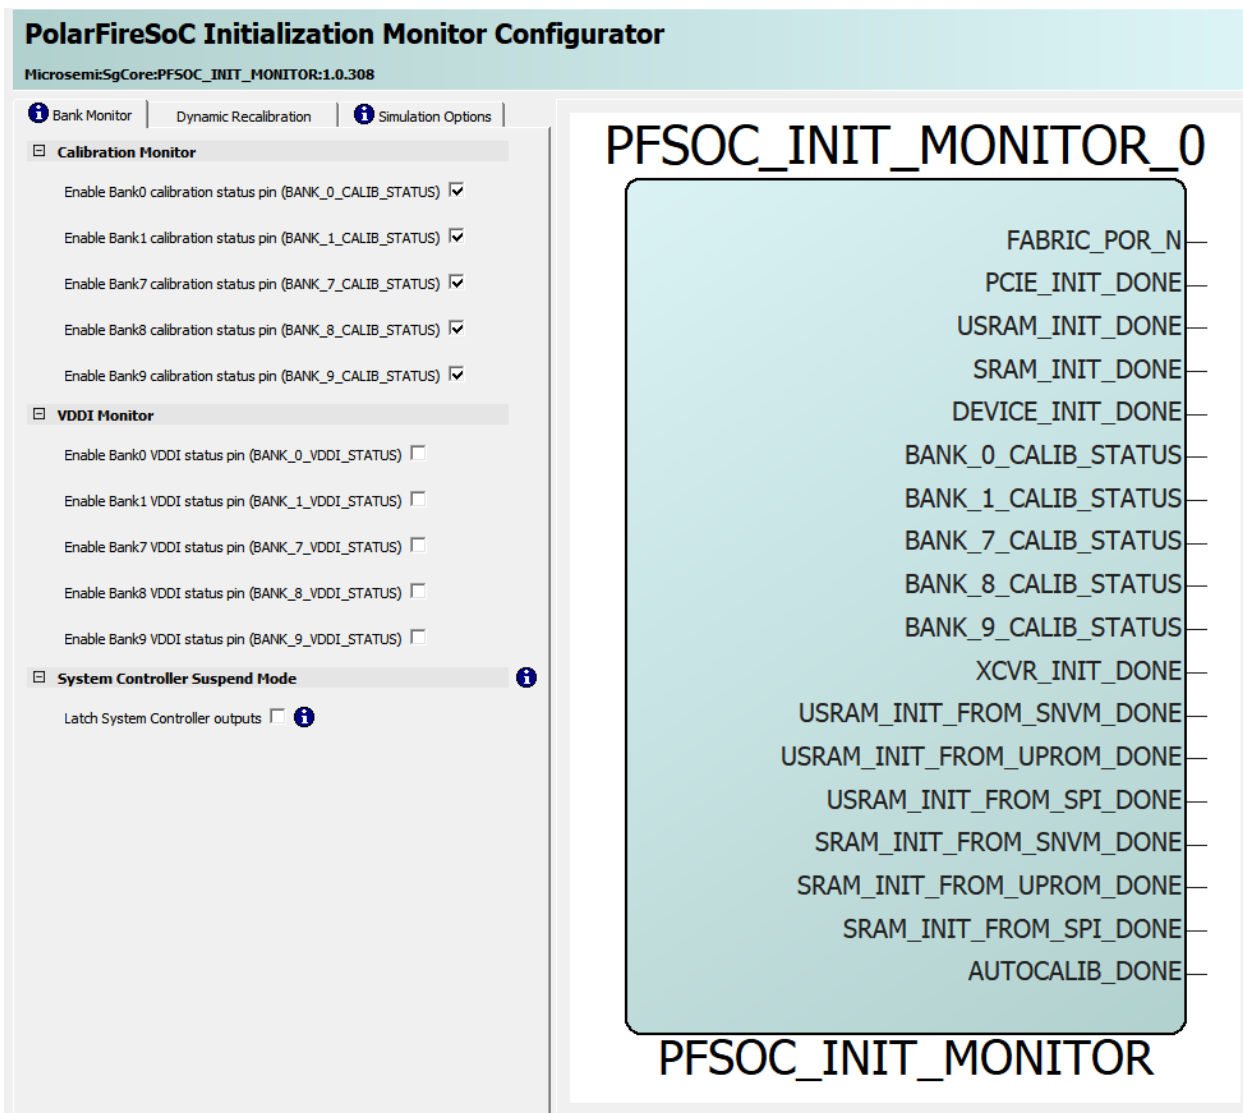 PolarFireSoC Initialization Monitor Configurator
Microsemi:SgCore:PFSOC_INIT_MONITOR:1.0.308
Bank Monitor
Dynamic Recalibration
Simulation Options
Calibration Monitor
Enable Bank0 calibration status pin (BANK_0_CALIB_STATUS)
Enable Bank1 calibration status pin (BANK_1_CALIB_STATUS)
Enable Bank7 calibration status pin (BANK_7_CALIB_STATUS)
Enable Bank8 calibration status pin (BANK_8_CALIB_STATUS)
Enable Bank9 calibration status pin (BANK_9_CALIB_STATUS)
VDDI Monitor
Enable Bank0 VDDI status pin (BANK_0_VDDI_STATUS)
Enable Bank1 VDDI status pin (BANK_1_VDDI_STATUS)
Enable Bank7 VDDI status pin (BANK_7_VDDI_STATUS)
Enable Bank8 VDDI status pin (BANK_8_VDDI_STATUS)
Enable Bank9 VDDI status pin (BANK_9_VDDI_STATUS)
System Controller Suspend Mode
Latch System Controller outputs
PFSOC_INIT_MONITOR_0
FABRIC_POR_N
PCIE_INIT_DONE
USRAM_INIT_DONE
SRAM_INIT_DONE
DEVICE_INIT_DONE
BANK_0_CALIB_STATUS
BANK_1_CALIB_STATUS
BANK_7_CALIB_STATUS
BANK_8_CALIB_STATUS
BANK_9_CALIB_STATUS
XCVR_INIT_DONE
USRAM_INIT_FROM_SNVM_DONE
USRAM_INIT_FROM_UPROM_DONE
USRAM_INIT_FROM_SPI_DONE
SRAM_INIT_FROM_SNVM_DONE
SRAM_INIT_FROM_UPROM_DONE
SRAM_INIT_FROM_SPI_DONE
AUTOCALIB_DONE
PFSOC_INIT_MONITOR